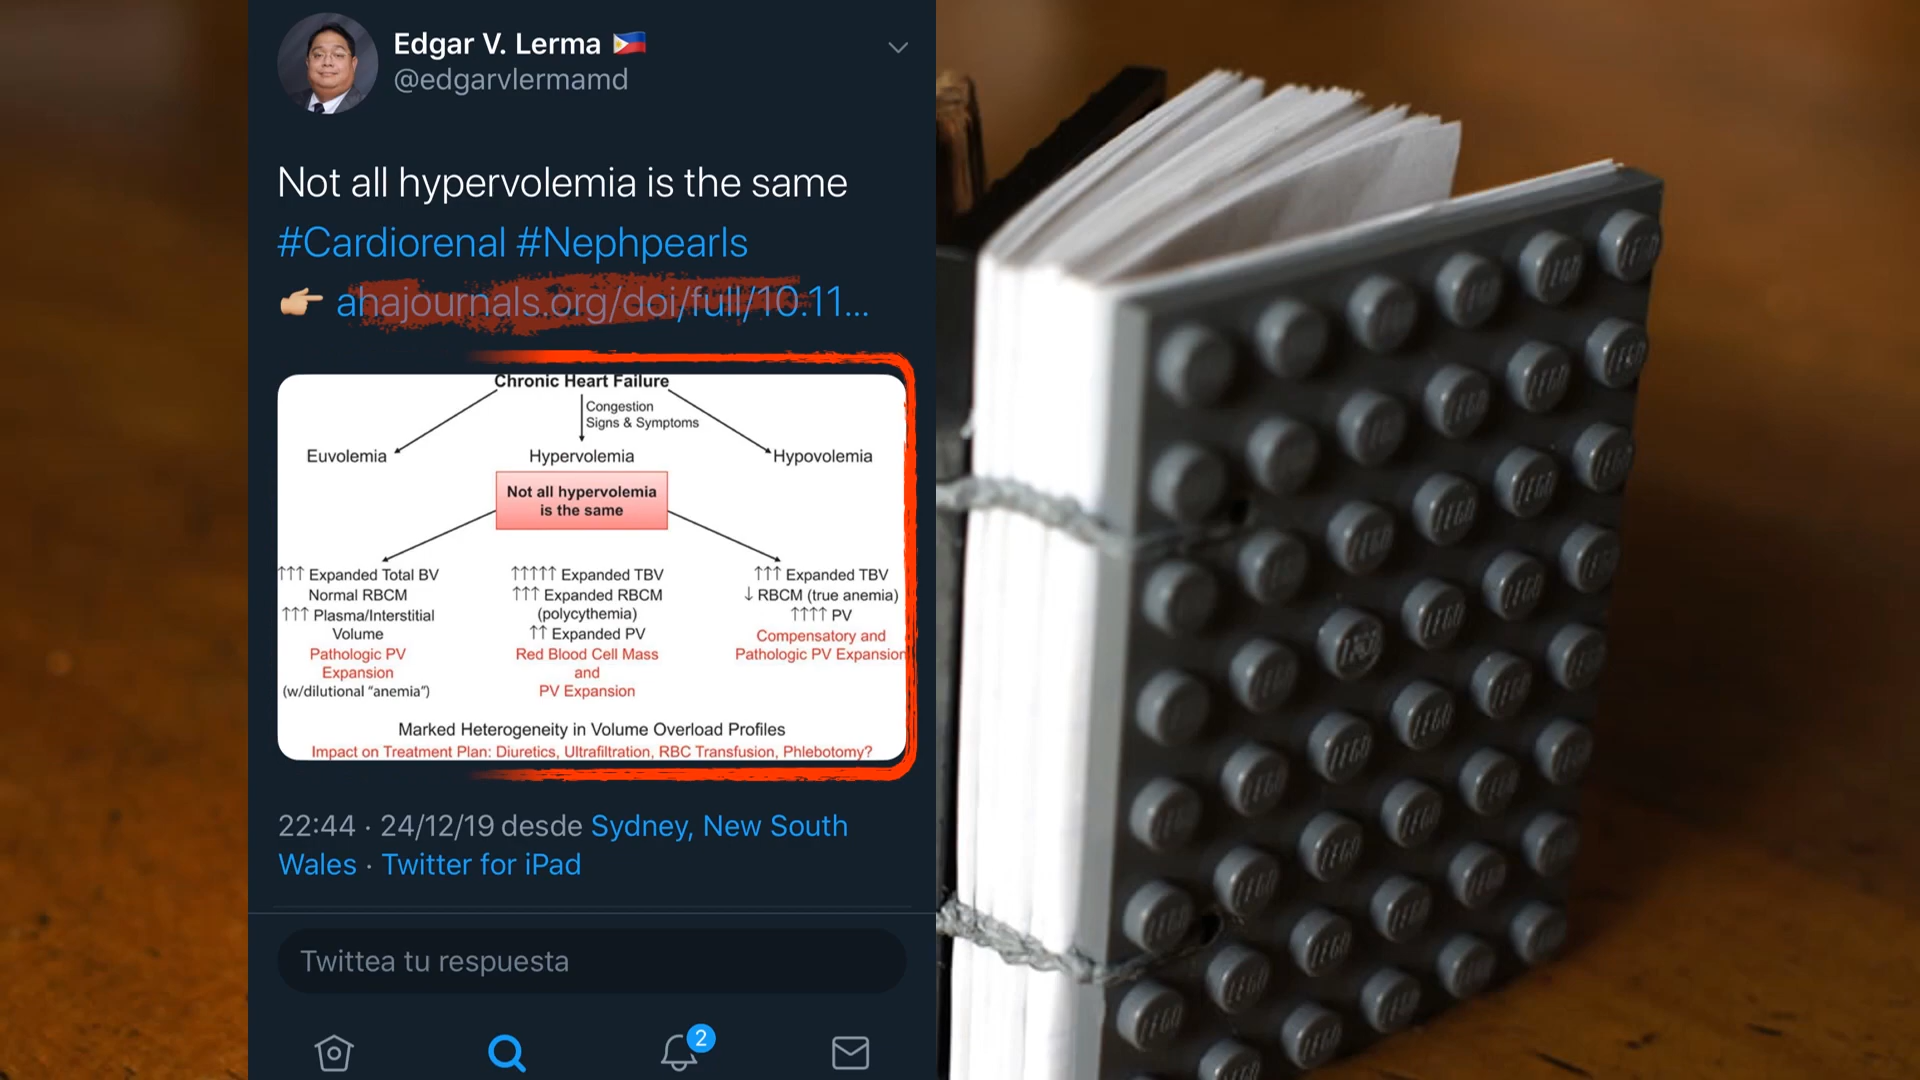 Edgar V. Lerma 🇵🇭
@edgarvlermamd
Not all hypervolemia is the same
#Cardiorenal #Nephpearls
👉 ahajournals.org/doi/full/10.11...
Chronic Heart Failure
Congestion
Signs & Symptoms
Euvolemia
Hypervolemia
Hypovolemia
Not all hypervolemia
is the same
↑↑↑ Expanded Total BV
Normal RBCM
↑↑↑ Plasma/Interstitial
Volume
Pathologic PV
Expansion
(w/dilutional “anemia”)
↑↑↑↑↑ Expanded TBV
↑↑↑ Expanded RBCM
(polycythemia)
↑↑ Expanded PV
Red Blood Cell Mass
and
PV Expansion
↑↑↑ Expanded TBV
↓ RBCM (true anemia)
↑↑↑↑ PV
Compensatory and
Pathologic PV Expansion
Marked Heterogeneity in Volume Overload Profiles
Impact on Treatment Plan: Diuretics, Ultrafiltration, RBC Transfusion, Phlebotomy?
22:44 · 24/12/19 desde Sydney, New South
Wales · Twitter for iPad
Twittea tu respuesta
2
LEGO